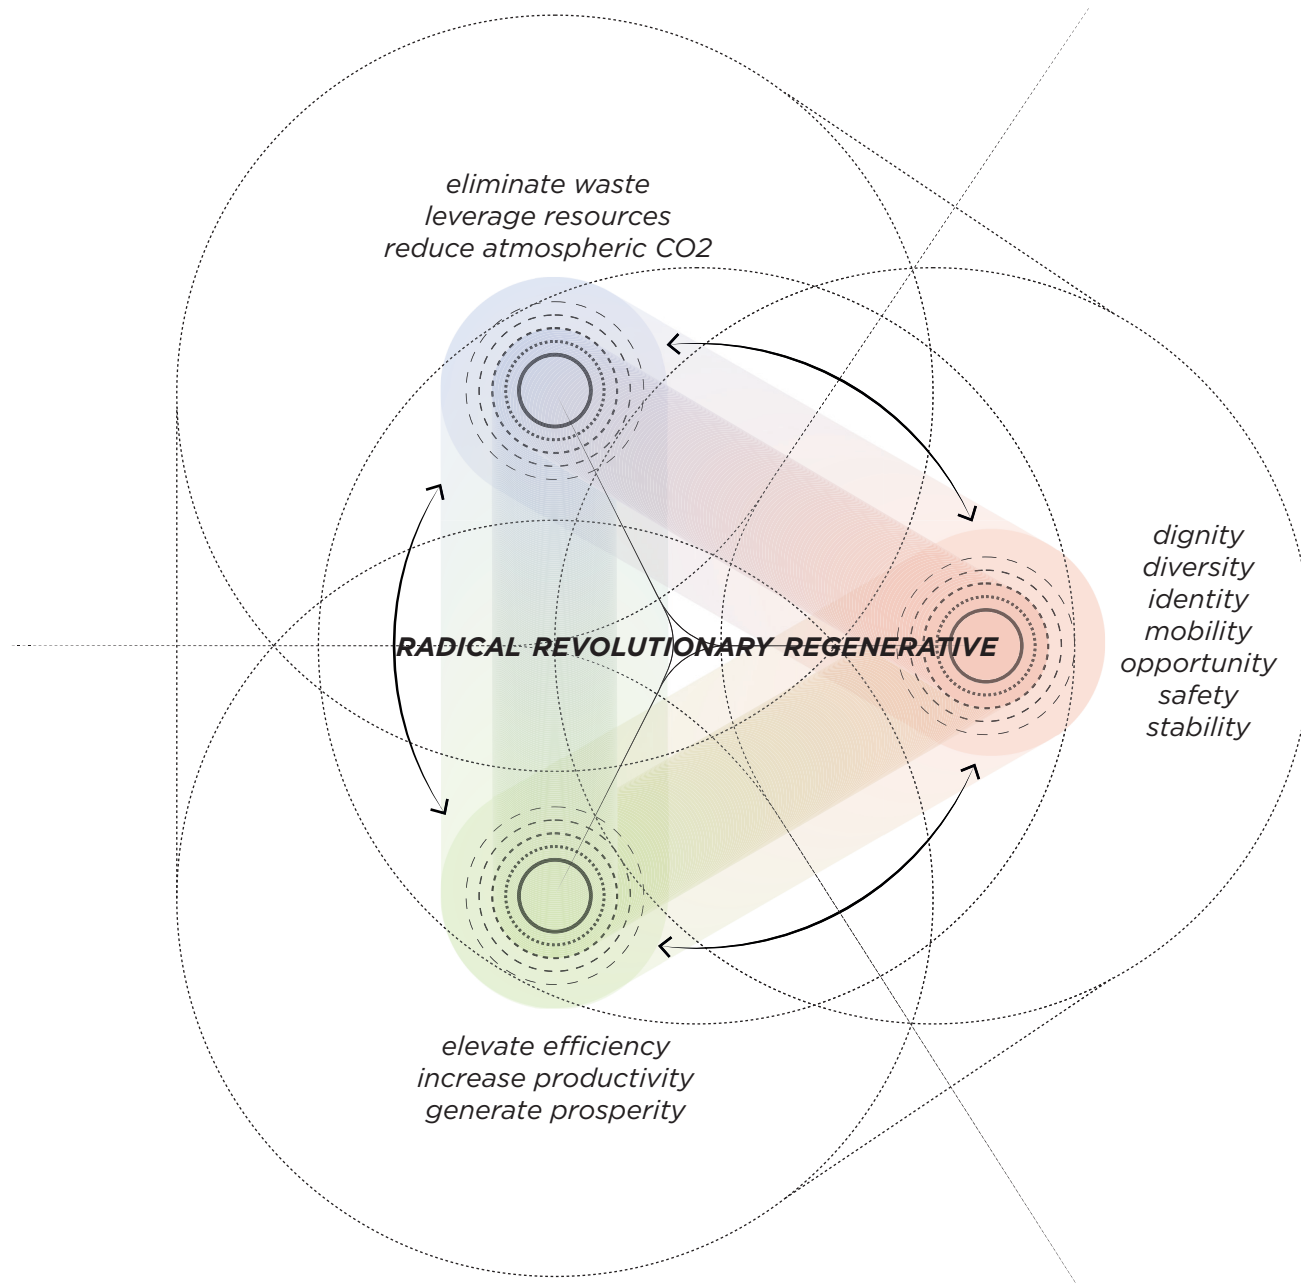 eliminate waste
leverage resources
reduce atmospheric CO2
dignity
diversity
identity
mobility
opportunity
safety
stability
RADICAL REVOLUTIONARY REGENERATIVE
elevate efficiency
increase productivity
generate prosperity